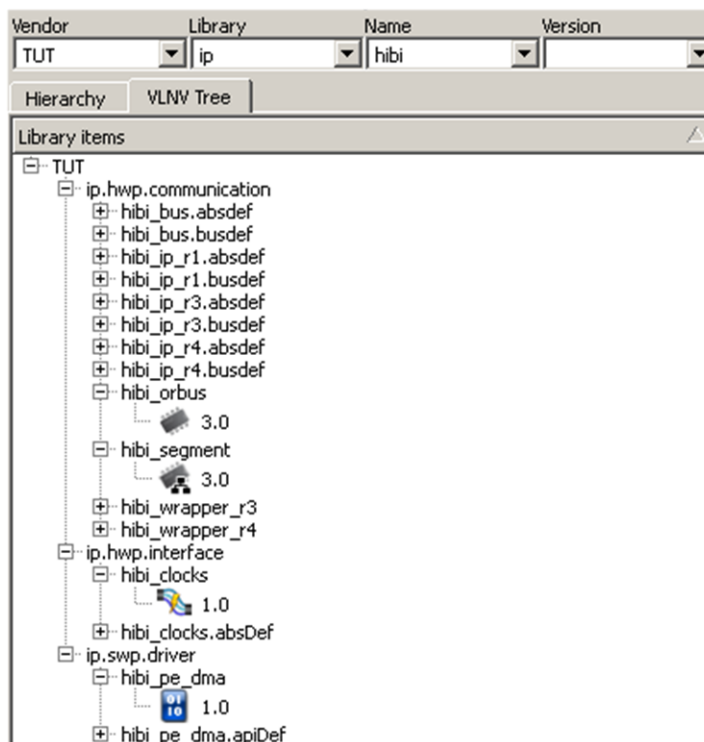 Vendor Library Name Version
TUT ip hibi
Hierarchy VLNV Tree
Library items
TUT
ip.hwp.communication
hibi_bus.absdef
hibi_bus.busdef
hibi_ip_r1.absdef
hibi_ip_r1.busdef
hibi_ip_r3.absdef
hibi_ip_r3.busdef
hibi_ip_r4.absdef
hibi_ip_r4.busdef
hibi_orbus
3.0
hibi_segment
3.0
hibi_wrapper_r3
hibi_wrapper_r4
ip.hwp.interface
hibi_clocks
1.0
hibi_clocks.absDef
ip.swp.driver
hibi_pe_dma
1.0
hibi_pe_dma.apiDef